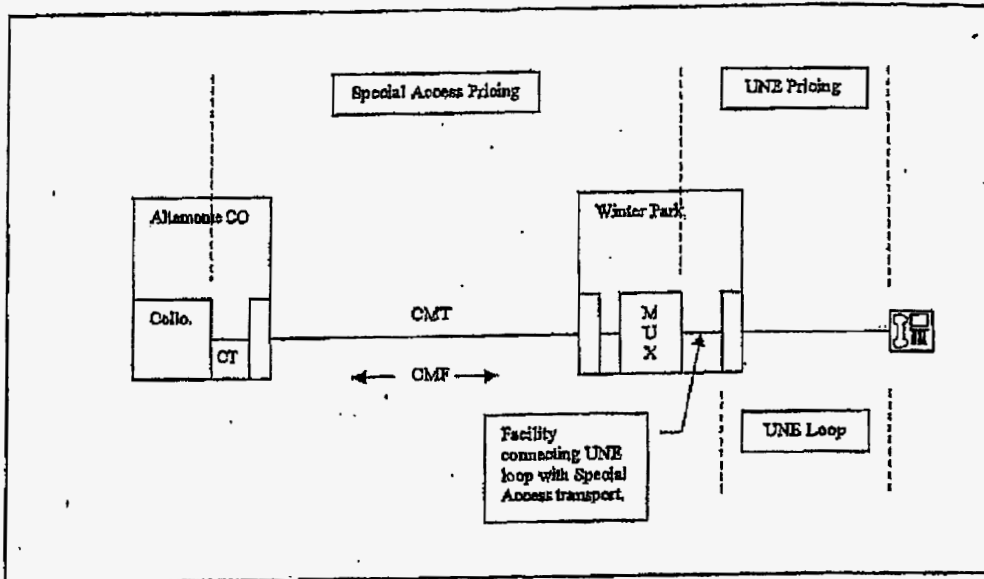 Special Access Pricing
UNE Pricing
Altamonte CO
Winter Park
Collo.
CT
CMT
CMF
M
U
X
Facility
connecting UNE
loop with Special
Access transport.
UNE Loop